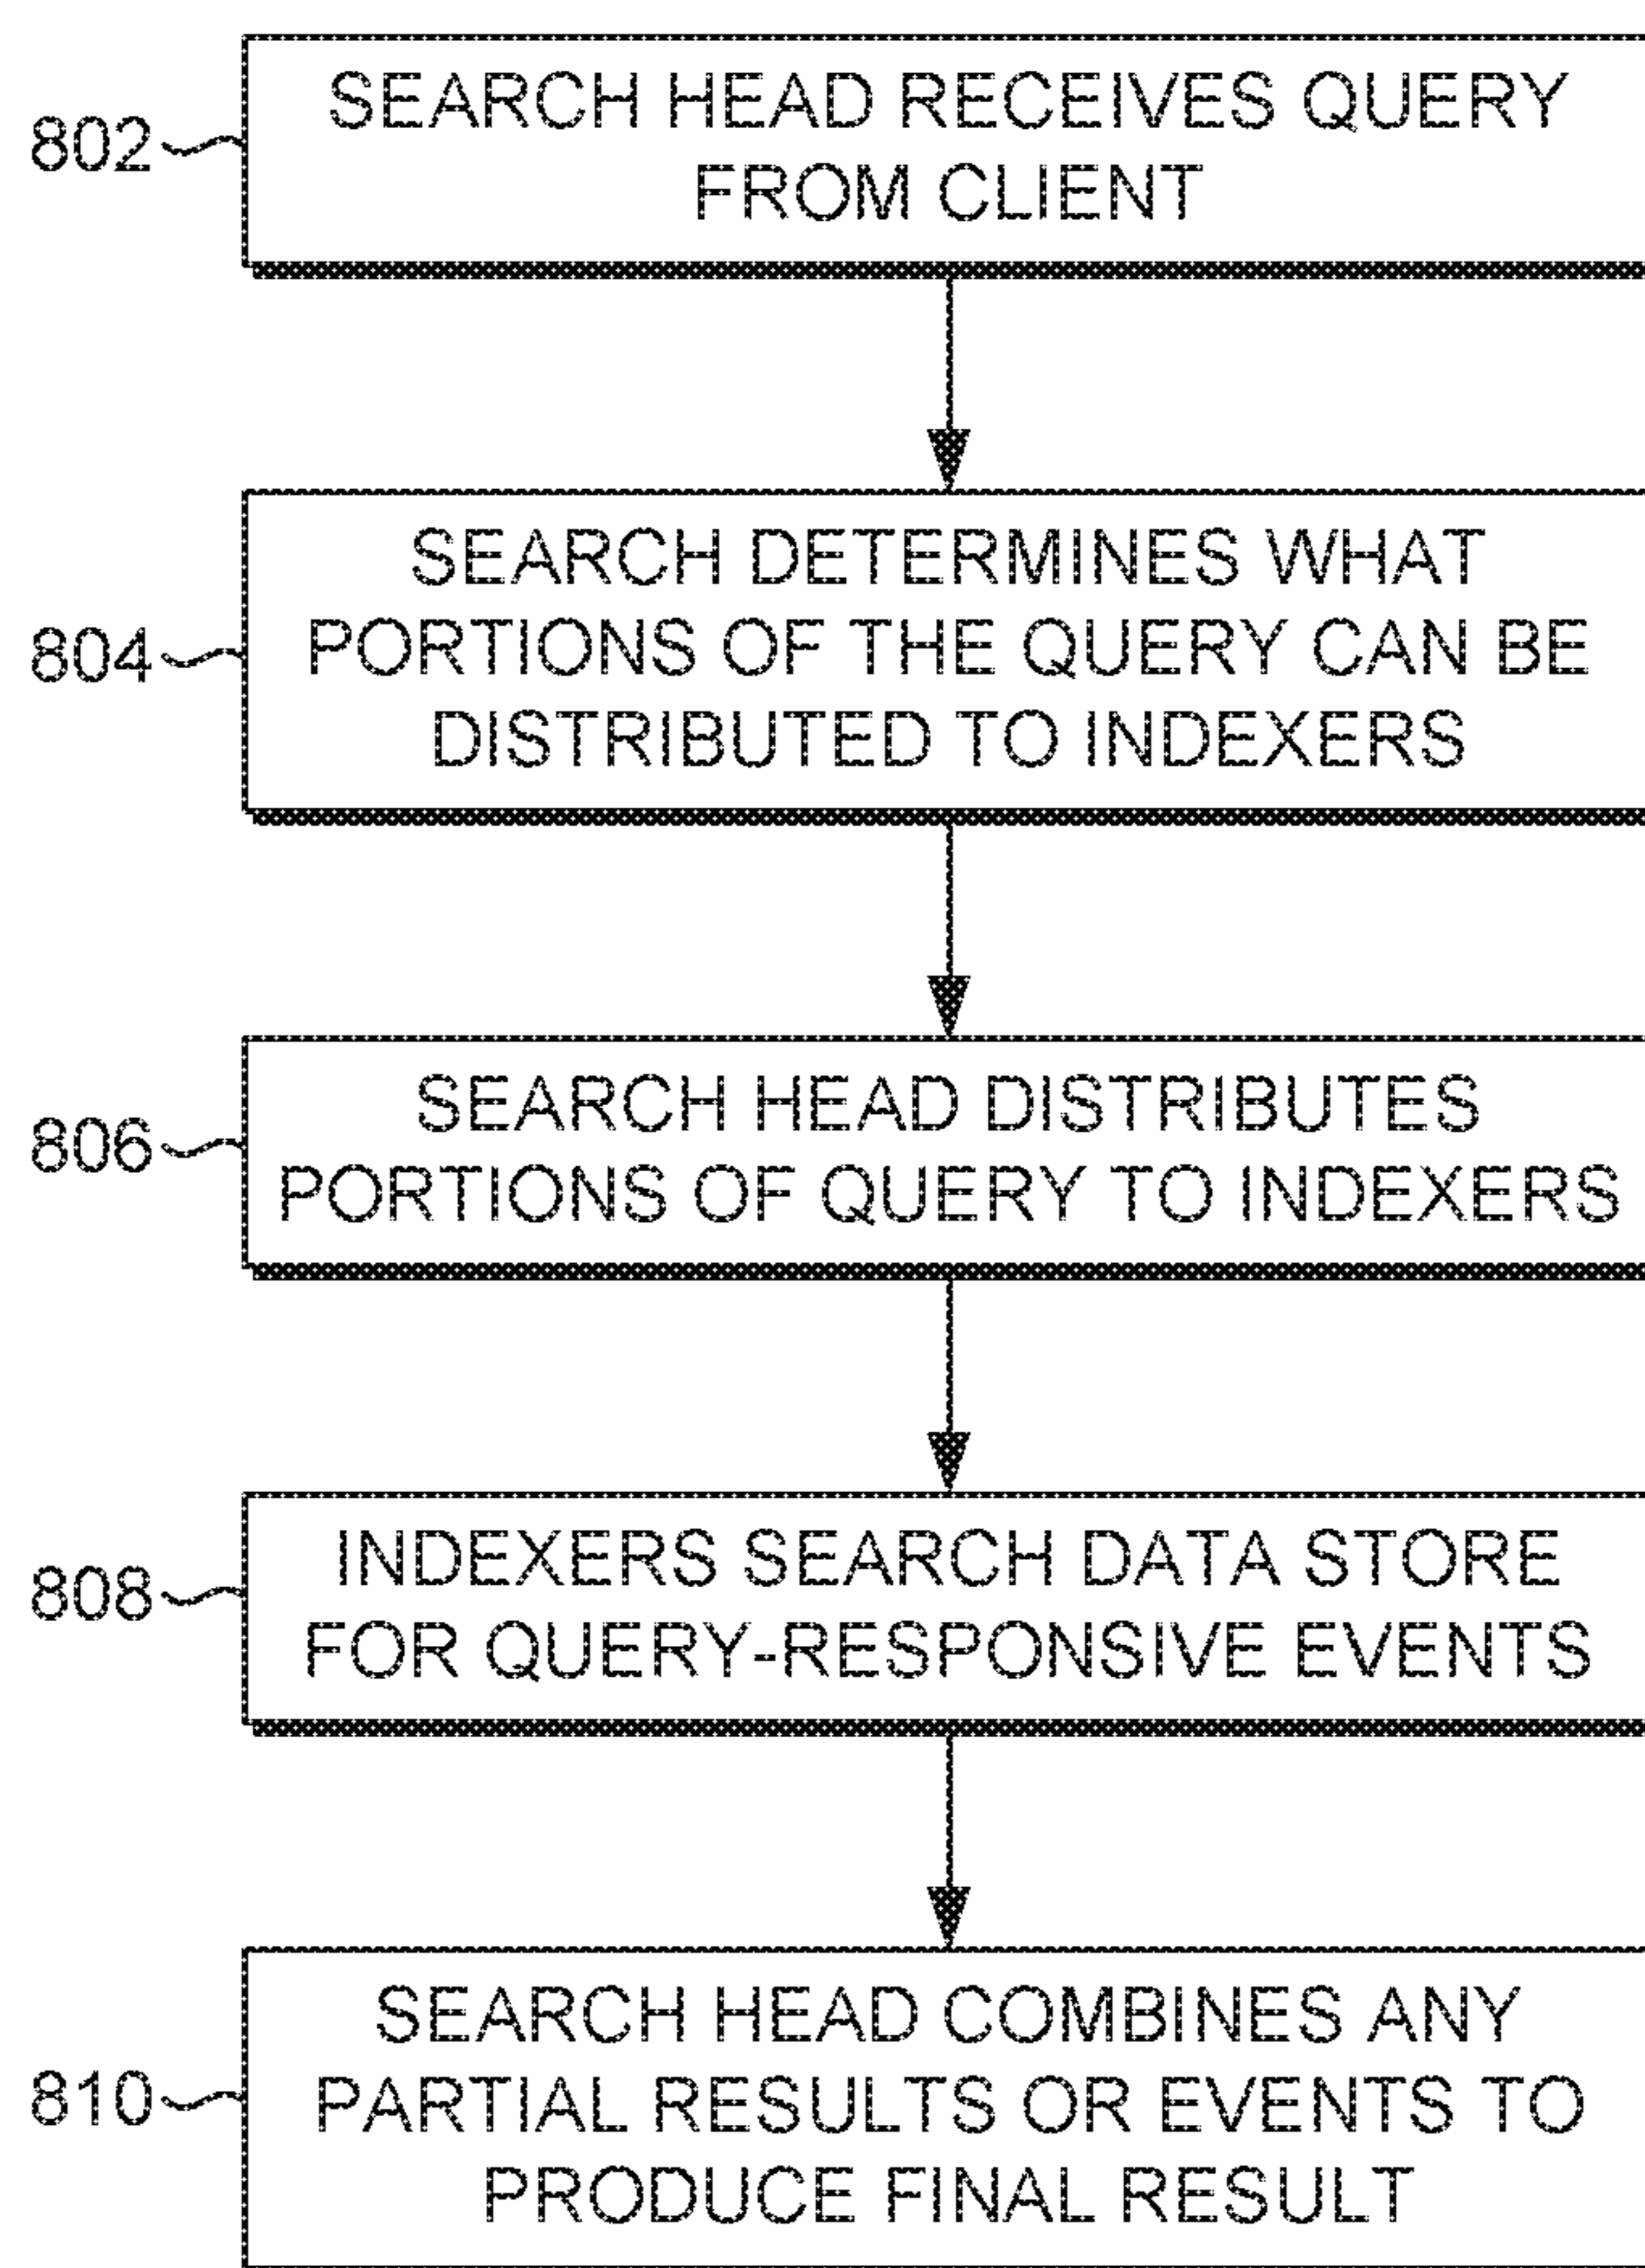 802
SEARCH HEAD RECEIVES QUERY
FROM CLIENT
804
SEARCH DETERMINES WHAT
PORTIONS OF THE QUERY CAN BE
DISTRIBUTED TO INDEXERS
806
SEARCH HEAD DISTRIBUTES
PORTIONS OF QUERY TO INDEXERS
808
INDEXERS SEARCH DATA STORE
FOR QUERY-RESPONSIVE EVENTS
810
SEARCH HEAD COMBINES ANY
PARTIAL RESULTS OR EVENTS TO
PRODUCE FINAL RESULT